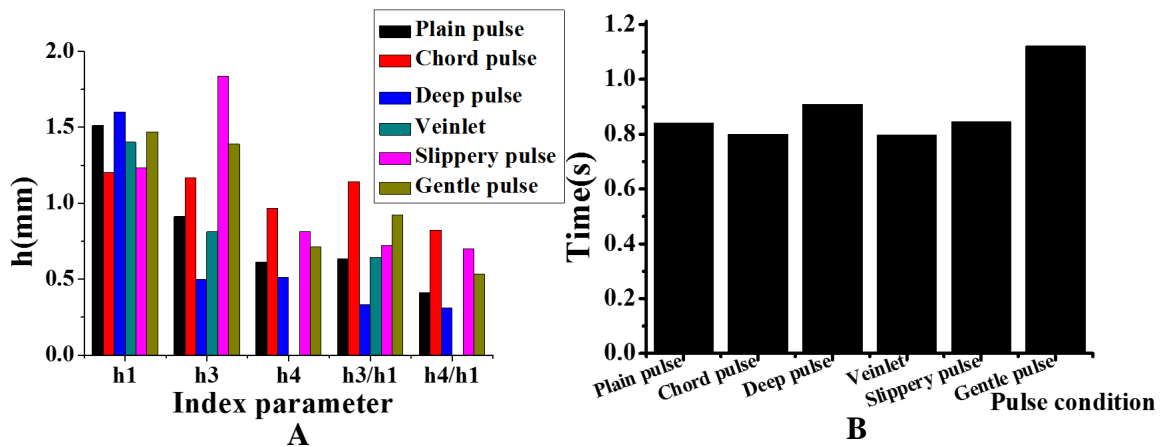 Plain pulse
Chord pulse
Deep pulse
Veinlet
Slippery pulse
Gentle pulse
2.0
1.5
1.0
0.5
0.0
h(mm)
h1 h3 h4 h3/h1 h4/h1
Index parameter
A
1.2
1.0
0.8
0.6
0.4
0.2
0.0
Time(s)
Plain pulse Chord pulse Deep pulse Veinlet Slippery pulse Gentle pulse
Pulse condition
B